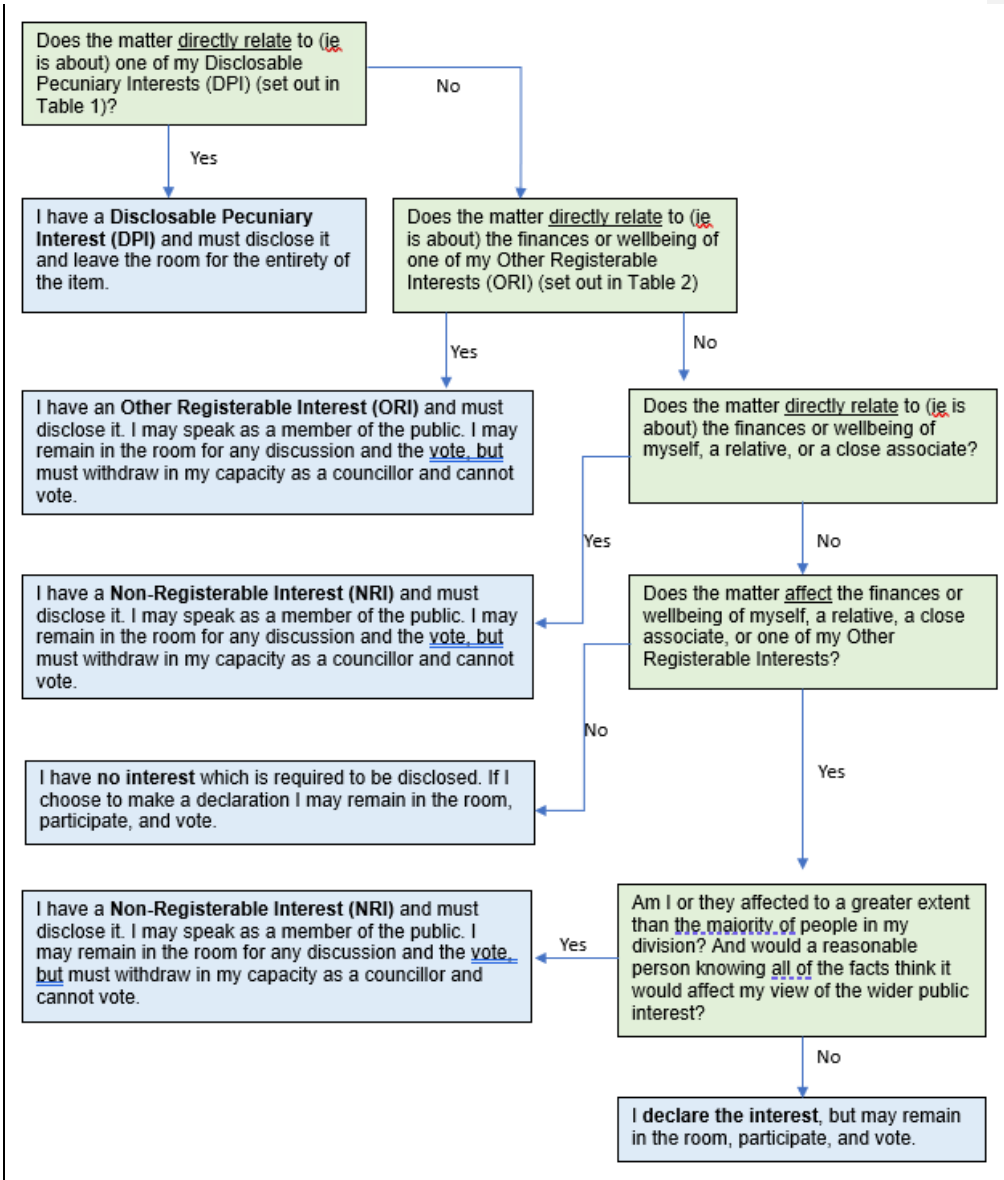 Does the matter directly relate to (ie
is about) one of my Disclosable
Pecuniary Interests (DPI) (set out in
Table 1)?
No
Yes
I have a Disclosable Pecuniary
Interest (DPI) and must disclose it
and leave the room for the entirety of
the item.
Does the matter directly relate to (ie
is about) the finances or wellbeing of
one of my Other Registerable
Interests (ORI) (set out in Table 2)
Yes
No
I have an Other Registerable Interest (ORI) and must
disclose it. I may speak as a member of the public. I may
remain in the room for any discussion and the vote, but
must withdraw in my capacity as a councillor and cannot
vote.
Does the matter directly relate to (ie is
about) the finances or wellbeing of
myself, a relative, or a close associate?
Yes
No
I have a Non-Registerable Interest (NRI) and must
disclose it. I may speak as a member of the public. I may
remain in the room for any discussion and the vote, but
must withdraw in my capacity as a councillor and cannot
vote.
Does the matter affect the finances or
wellbeing of myself, a relative, a close
associate, or one of my Other
Registerable Interests?
No
Yes
I have no interest which is required to be disclosed. If I
choose to make a declaration I may remain in the room,
participate, and vote.
I have a Non-Registerable Interest (NRI) and must
disclose it. I may speak as a member of the public. I
may remain in the room for any discussion and the vote,
but must withdraw in my capacity as a councillor and
cannot vote.
Yes
Am I or they affected to a greater extent
than the majority of people in my
division? And would a reasonable
person knowing all of the facts think it
would affect my view of the wider public
interest?
No
I declare the interest, but may remain
in the room, participate, and vote.